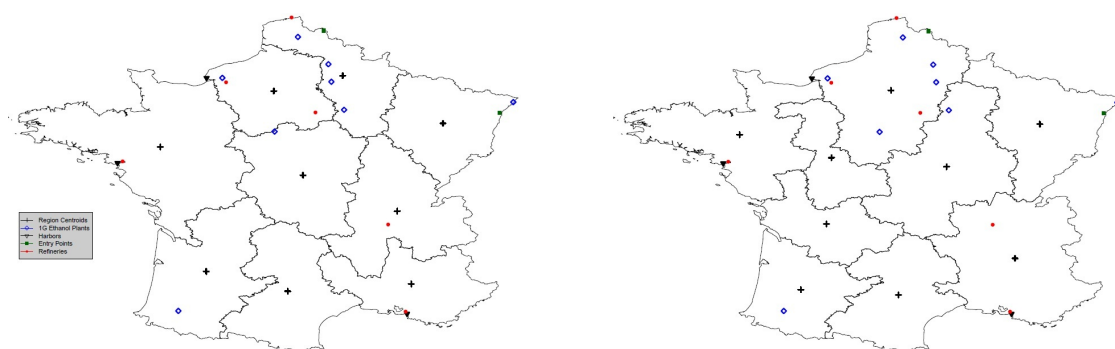 Region Centroids
1G Ethanol Plants
Harbors
Entry Points
Refineries